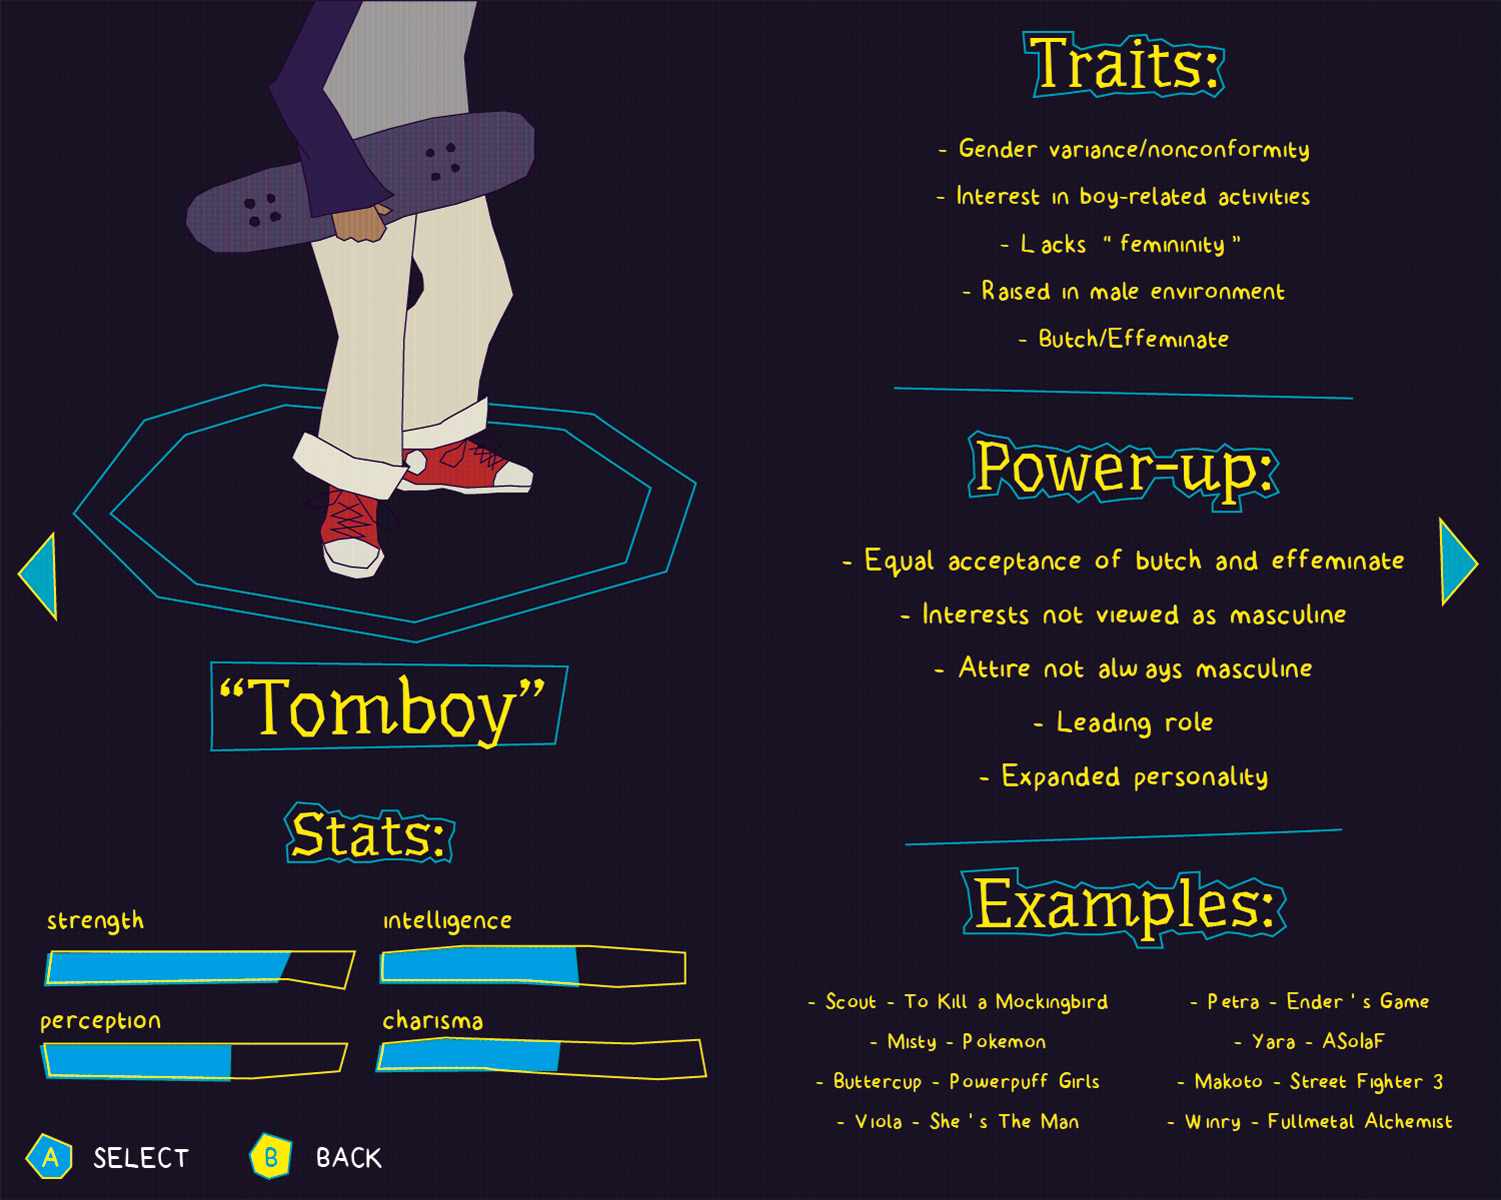 "Tomboy"
Stats:
strength
intelligence
perception
charisma
A SELECT
B BACK
Traits:
- Gender variance/nonconformity
- Interest in boy-related activities
- Lacks "femininity"
- Raised in male environment
- Butch/Effeminate
Power-up:
- Equal acceptance of butch and effeminate
- Interests not viewed as masculine
- Attire not always masculine
- Leading role
- Expanded personality
Examples:
- Scout - To Kill a Mockingbird
- Misty - Pokemon
- Buttercup - Powerpuff Girls
- Viola - She's The Man
- Petra - Ender's Game
- Yara - ASolaF
- Makoto - Street Fighter 3
- Winry - Fullmetal Alchemist